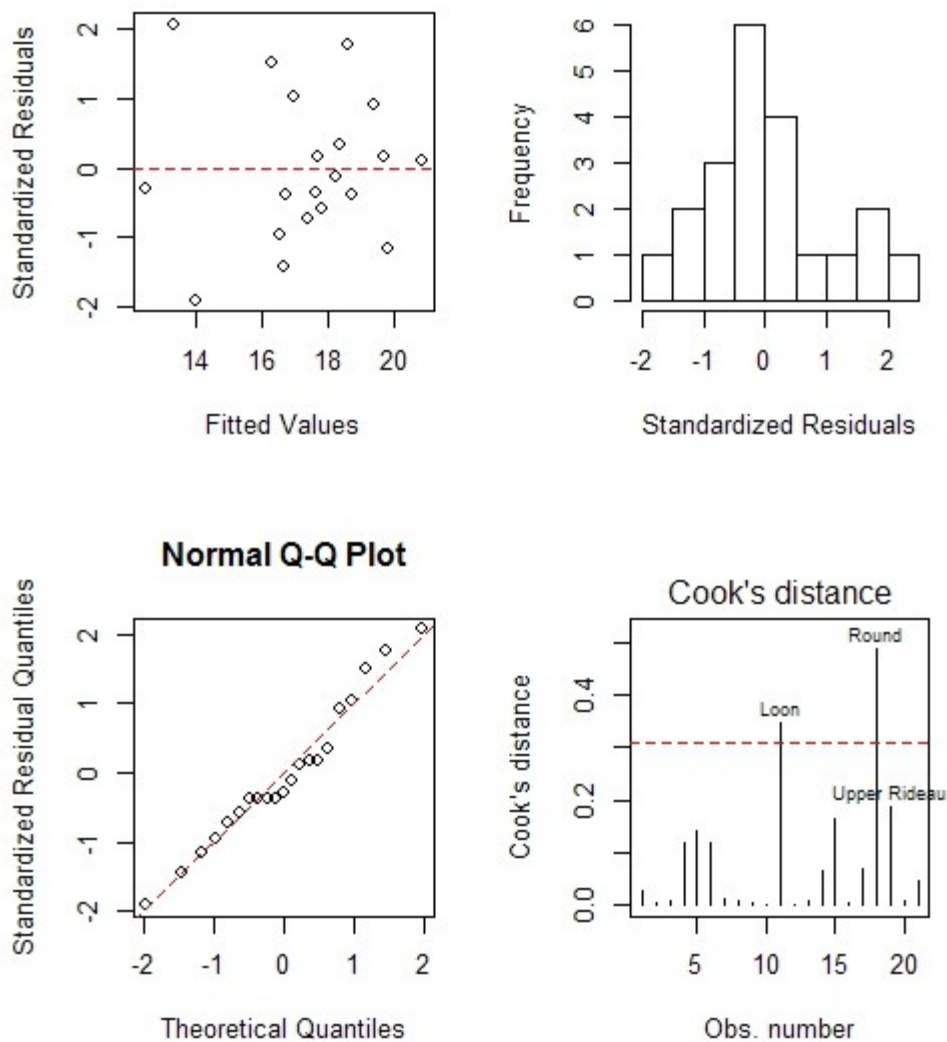 Standardized Residuals
2
1
0
-1
-2
14
16
18
20
Fitted Values
Frequency
6
5
4
3
2
1
0
-2
-1
0
1
2
Standardized Residuals
Normal Q-Q Plot
Standardized Residual Quantiles
2
1
0
-1
-2
-2
-1
0
1
2
Theoretical Quantiles
Cook's distance
Cook's distance
0.4
0.2
0.0
Round
Loon
Upper Rideau
5
10
15
20
Obs. number